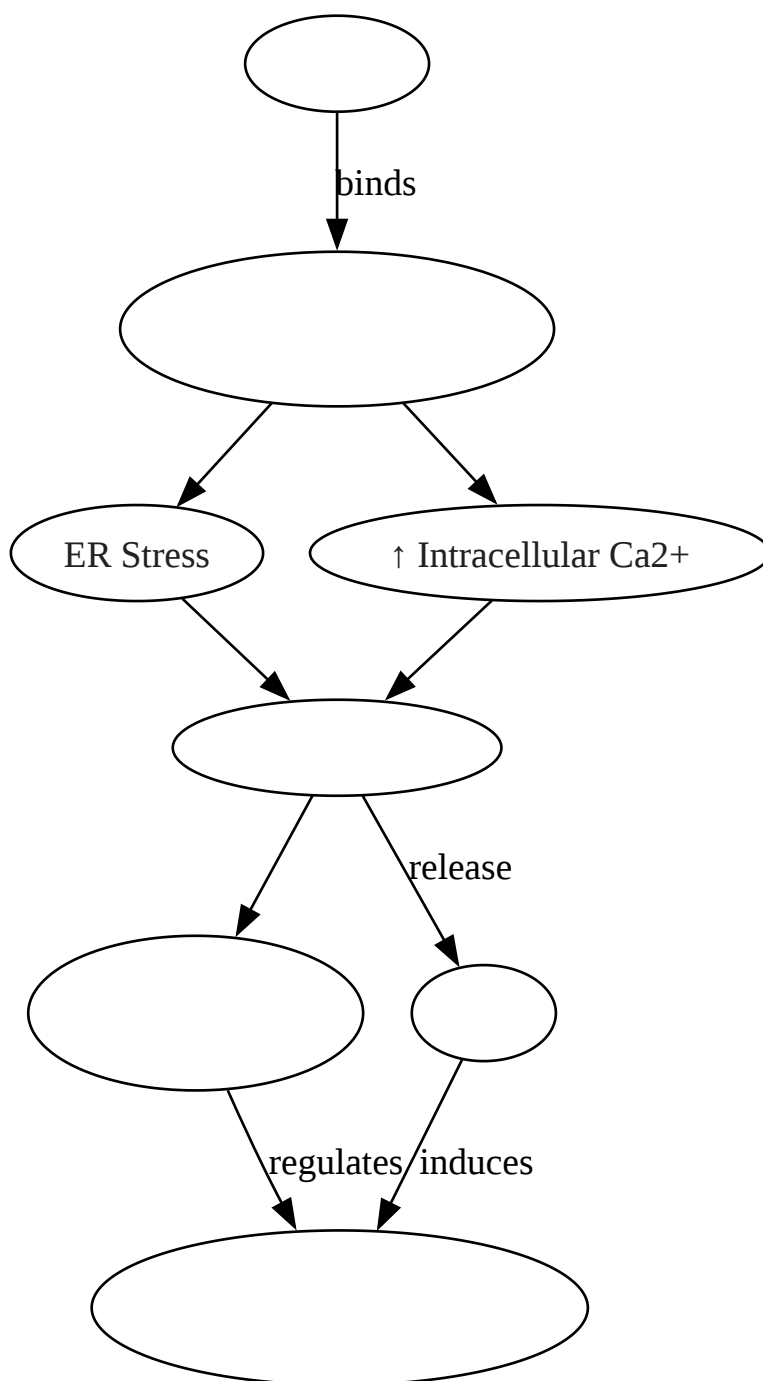 binds
ER Stress
↑ Intracellular Ca2+
release
regulates
induces